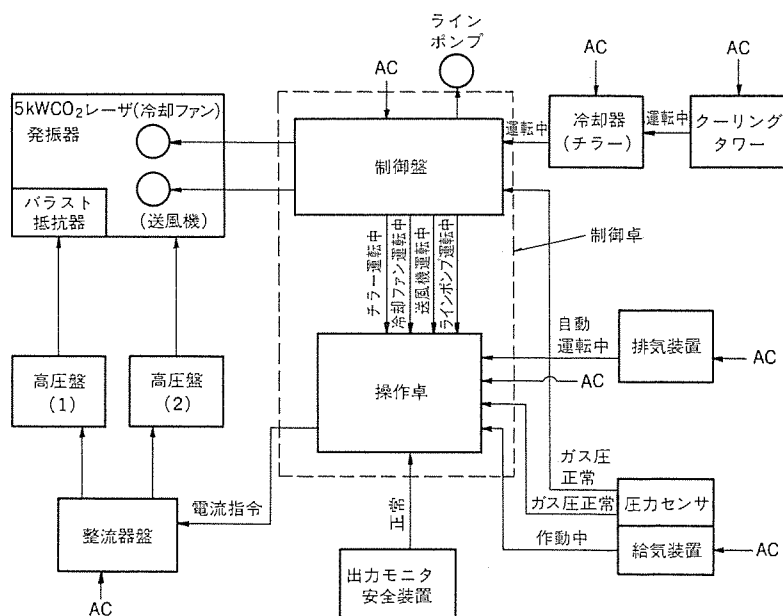 ライン
ポンプ
AC
AC
AC
5kWCO₂レーザ(冷却ファン)
発振器
(送風機)
バラスト
抵抗器
制御盤
運転中
冷却器
(チラー)
運転中
クーリング
タワー
制御卓
チラー運転中
冷却ファン運転中
送風機運転中
ラインポンプ運転中
操作卓
自動
運転中
排気装置
AC
AC
高圧盤
(1)
高圧盤
(2)
ガス圧
正常
ガス圧正常
圧力センサ
作動中
給気装置
AC
電流指令
正常
整流器盤
AC
出力モニタ
安全装置